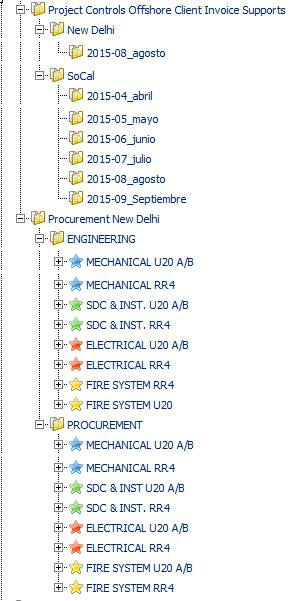 Project Controls Offshore Client Invoice Supports
New Delhi
2015-08_agosto
SoCal
2015-04_abril
2015-05_mayo
2015-06_junio
2015-07_julio
2015-08_agosto
2015-09_Septiembre
Procurement New Delhi
ENGINEERING
MECHANICAL U20 A/B
MECHANICAL RR4
SDC & INST. U20 A/B
SDC & INST. RR4
ELECTRICAL U20 A/B
ELECTRICAL RR4
FIRE SYSTEM RR4
FIRE SYSTEM U20
PROCUREMENT
MECHANICAL U20 A/B
MECHANICAL RR4
SDC & INST U20 A/B
SDC & INST. RR4
ELECTRICAL U20 A/B
ELECTRICAL RR4
FIRE SYSTEM U20 A/B
FIRE SYSTEM RR4